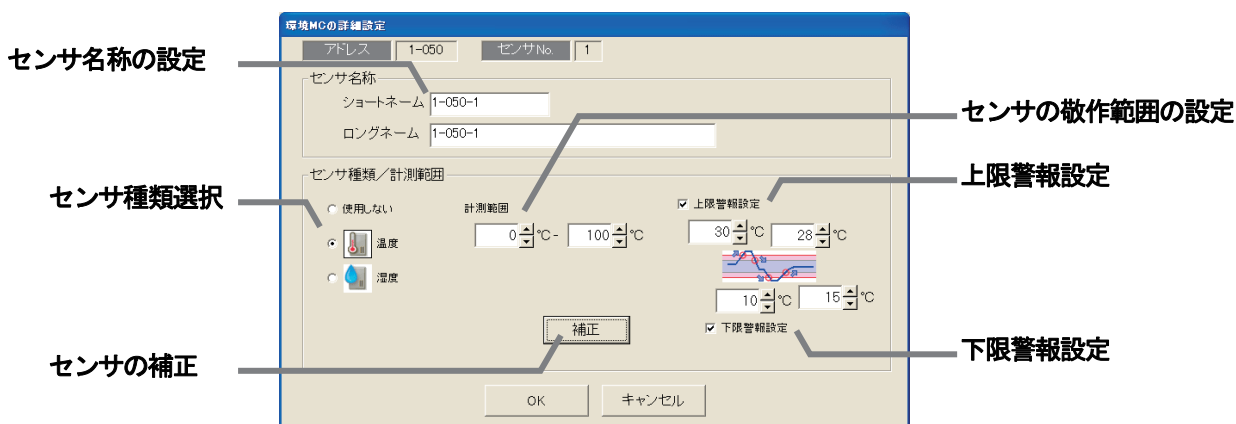 環境MCの詳細設定
アドレス 1-050 センサNo. 1
センサ名称の設定
センサ名称
ショートネーム 1-050-1
ロングネーム 1-050-1
センサの敬作範囲の設定
上限警報設定
センサ種類/計測範囲
センサ種類選択
使用しない
計測範囲
上限警報設定
0 ℃ - 100 ℃
30 ℃ 28 ℃
温度
湿度
10 ℃ 15 ℃
補正
下限警報設定
センサの補正
下限警報設定
OK キャンセル